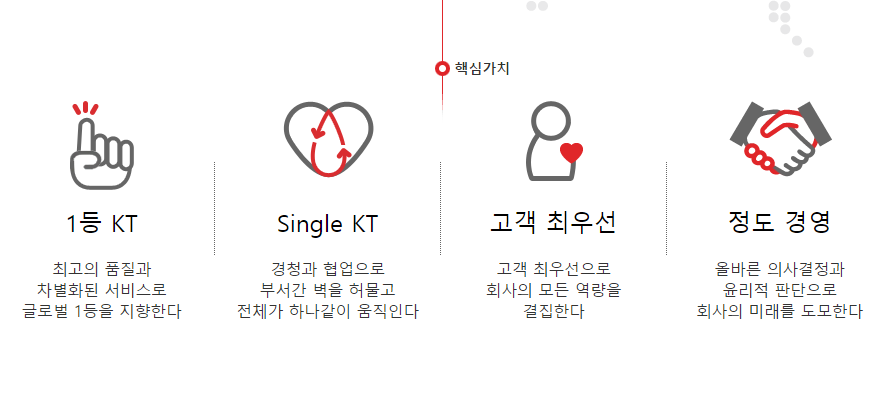 핵심가치
1등 KT
최고의 품질과
차별화된 서비스로
글로벌 1등을 지향한다
Single KT
경청과 협업으로
부서간 벽을 허물고
전체가 하나같이 움직인다
고객 최우선
고객 최우선으로
회사의 모든 역량을
결집한다
정도 경영
올바른 의사결정과
윤리적 판단으로
회사의 미래를 도모한다